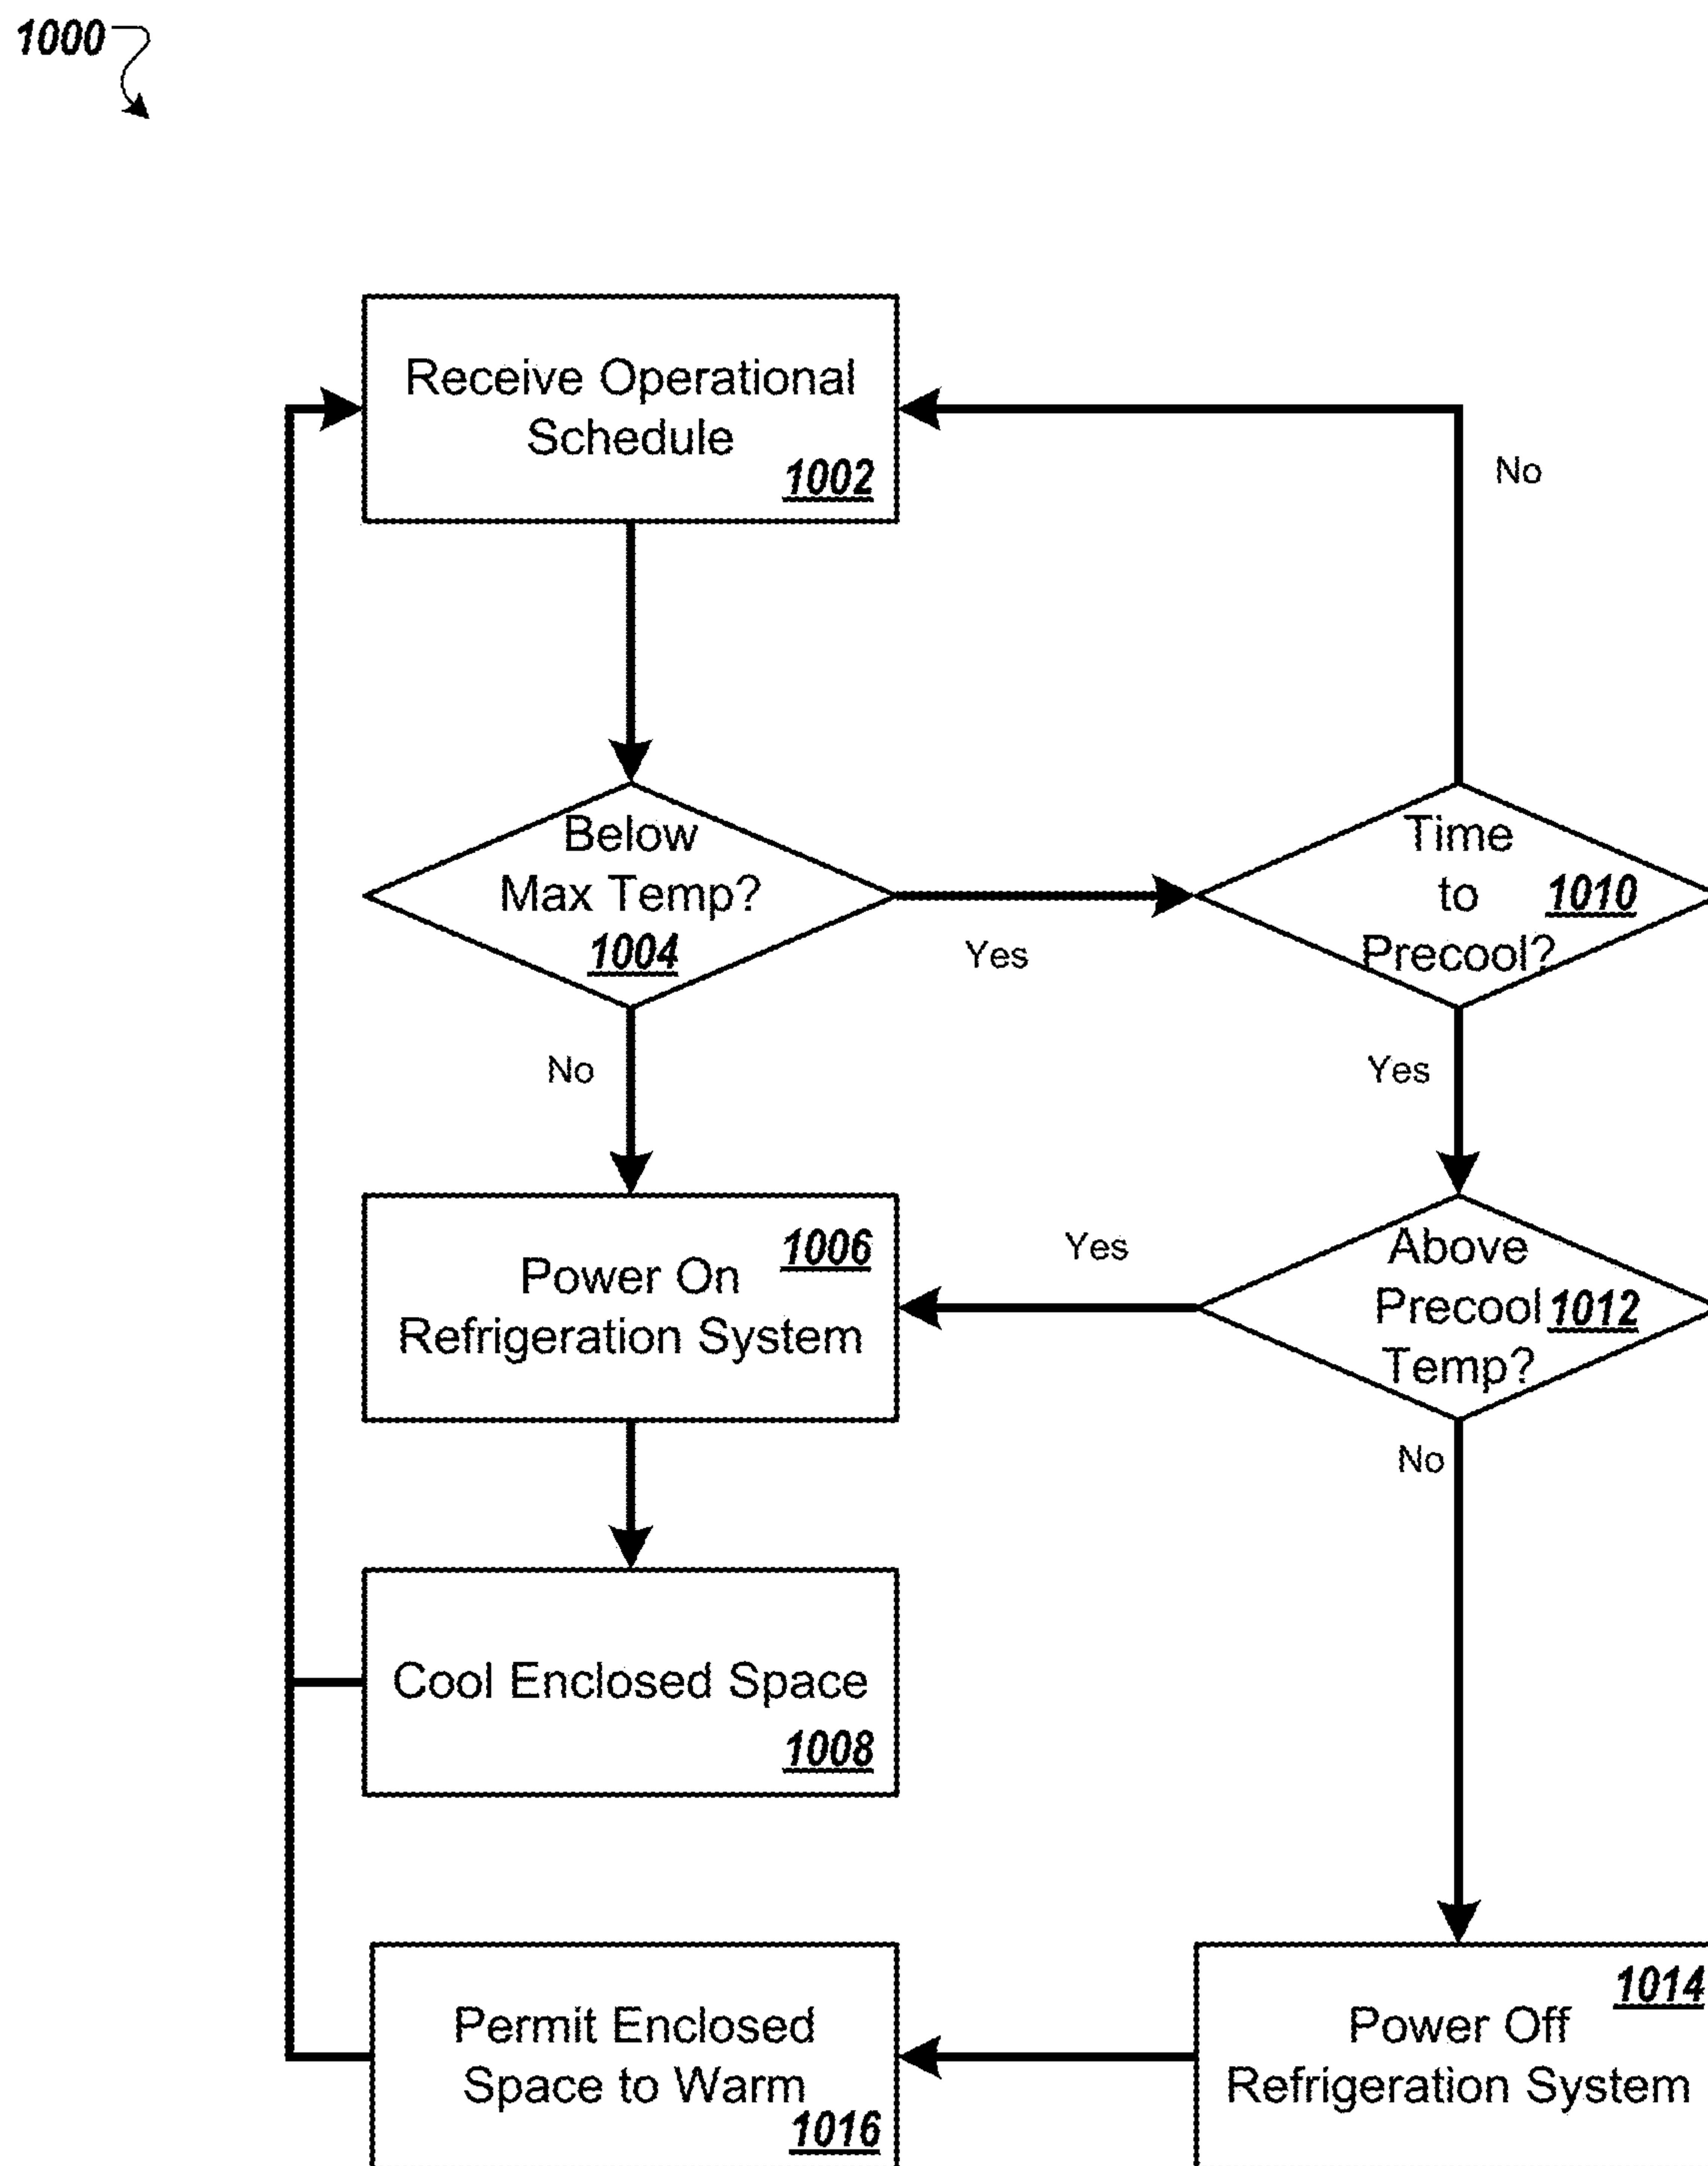 1000
Receive Operational
Schedule
1002
No
Below
Max Temp?
1004
Yes
Time
to
1010
Precool?
No
Yes
1006
Power On
Refrigeration System
Yes
Above
Precool
1012
Temp?
No
Cool Enclosed Space
1008
Permit Enclosed
Space to Warm
1016
1014
Power Off
Refrigeration System